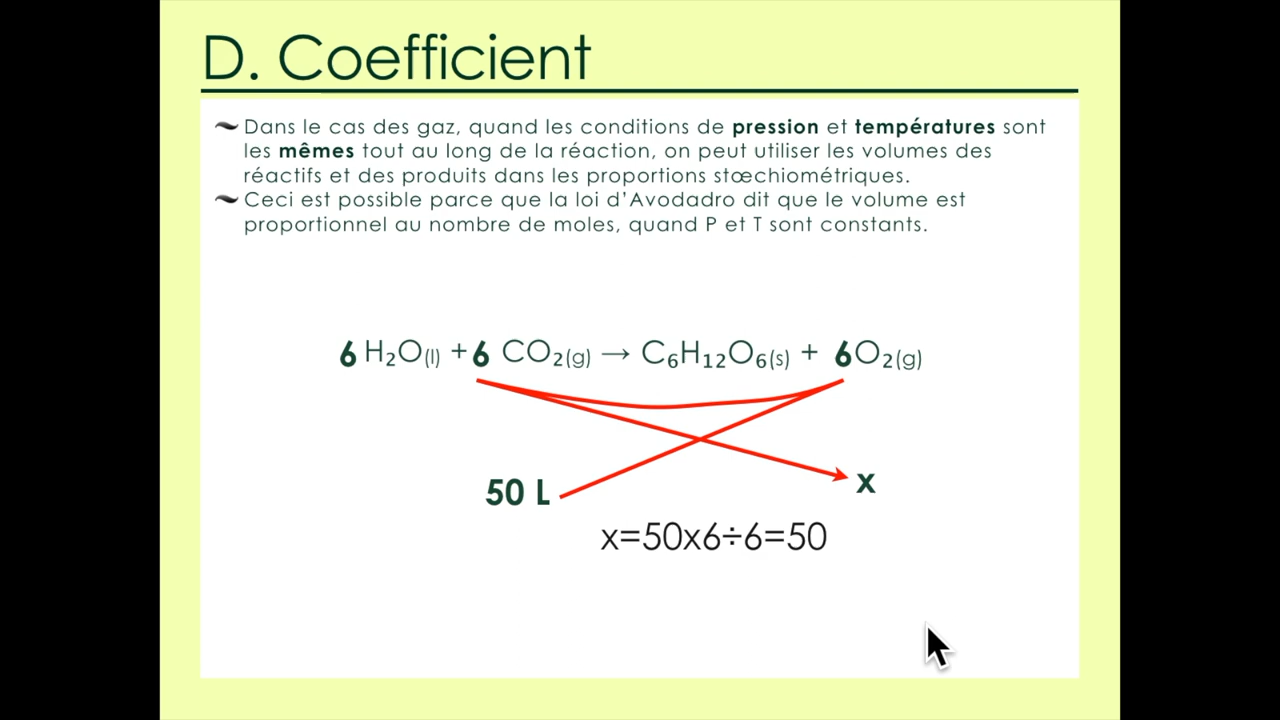 D. Coefficient
Dans le cas des gaz, quand les conditions de pression et températures sont
les mêmes tout au long de la réaction, on peut utiliser les volumes des
réactifs et des produits dans les proportions stœchiométriques.
Ceci est possible parce que la loi d'Avodadro dit que le volume est
proportionnel au nombre de moles, quand P et T sont constants.
6 H₂O(l) +6 CO₂(g) → C₆H₁₂O₆(s) + 6O₂(g)
50 L x
x=50x6÷6=50